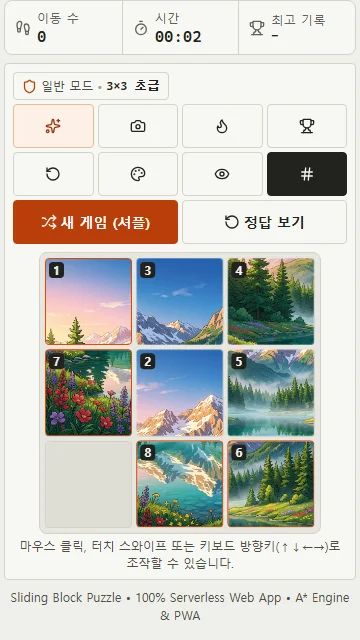 이동 수
0
시간
00:02
최고 기록
–
일반 모드 • 3×3 초급
#
새 게임 (셔플)
정답 보기
1
3
4
7
2
5
8
6
마우스 클릭, 터치 스와이프 또는 키보드 방향키(↑↓←→)로
조작할 수 있습니다.
Sliding Block Puzzle • 100% Serverless Web App • A* Engine
& PWA